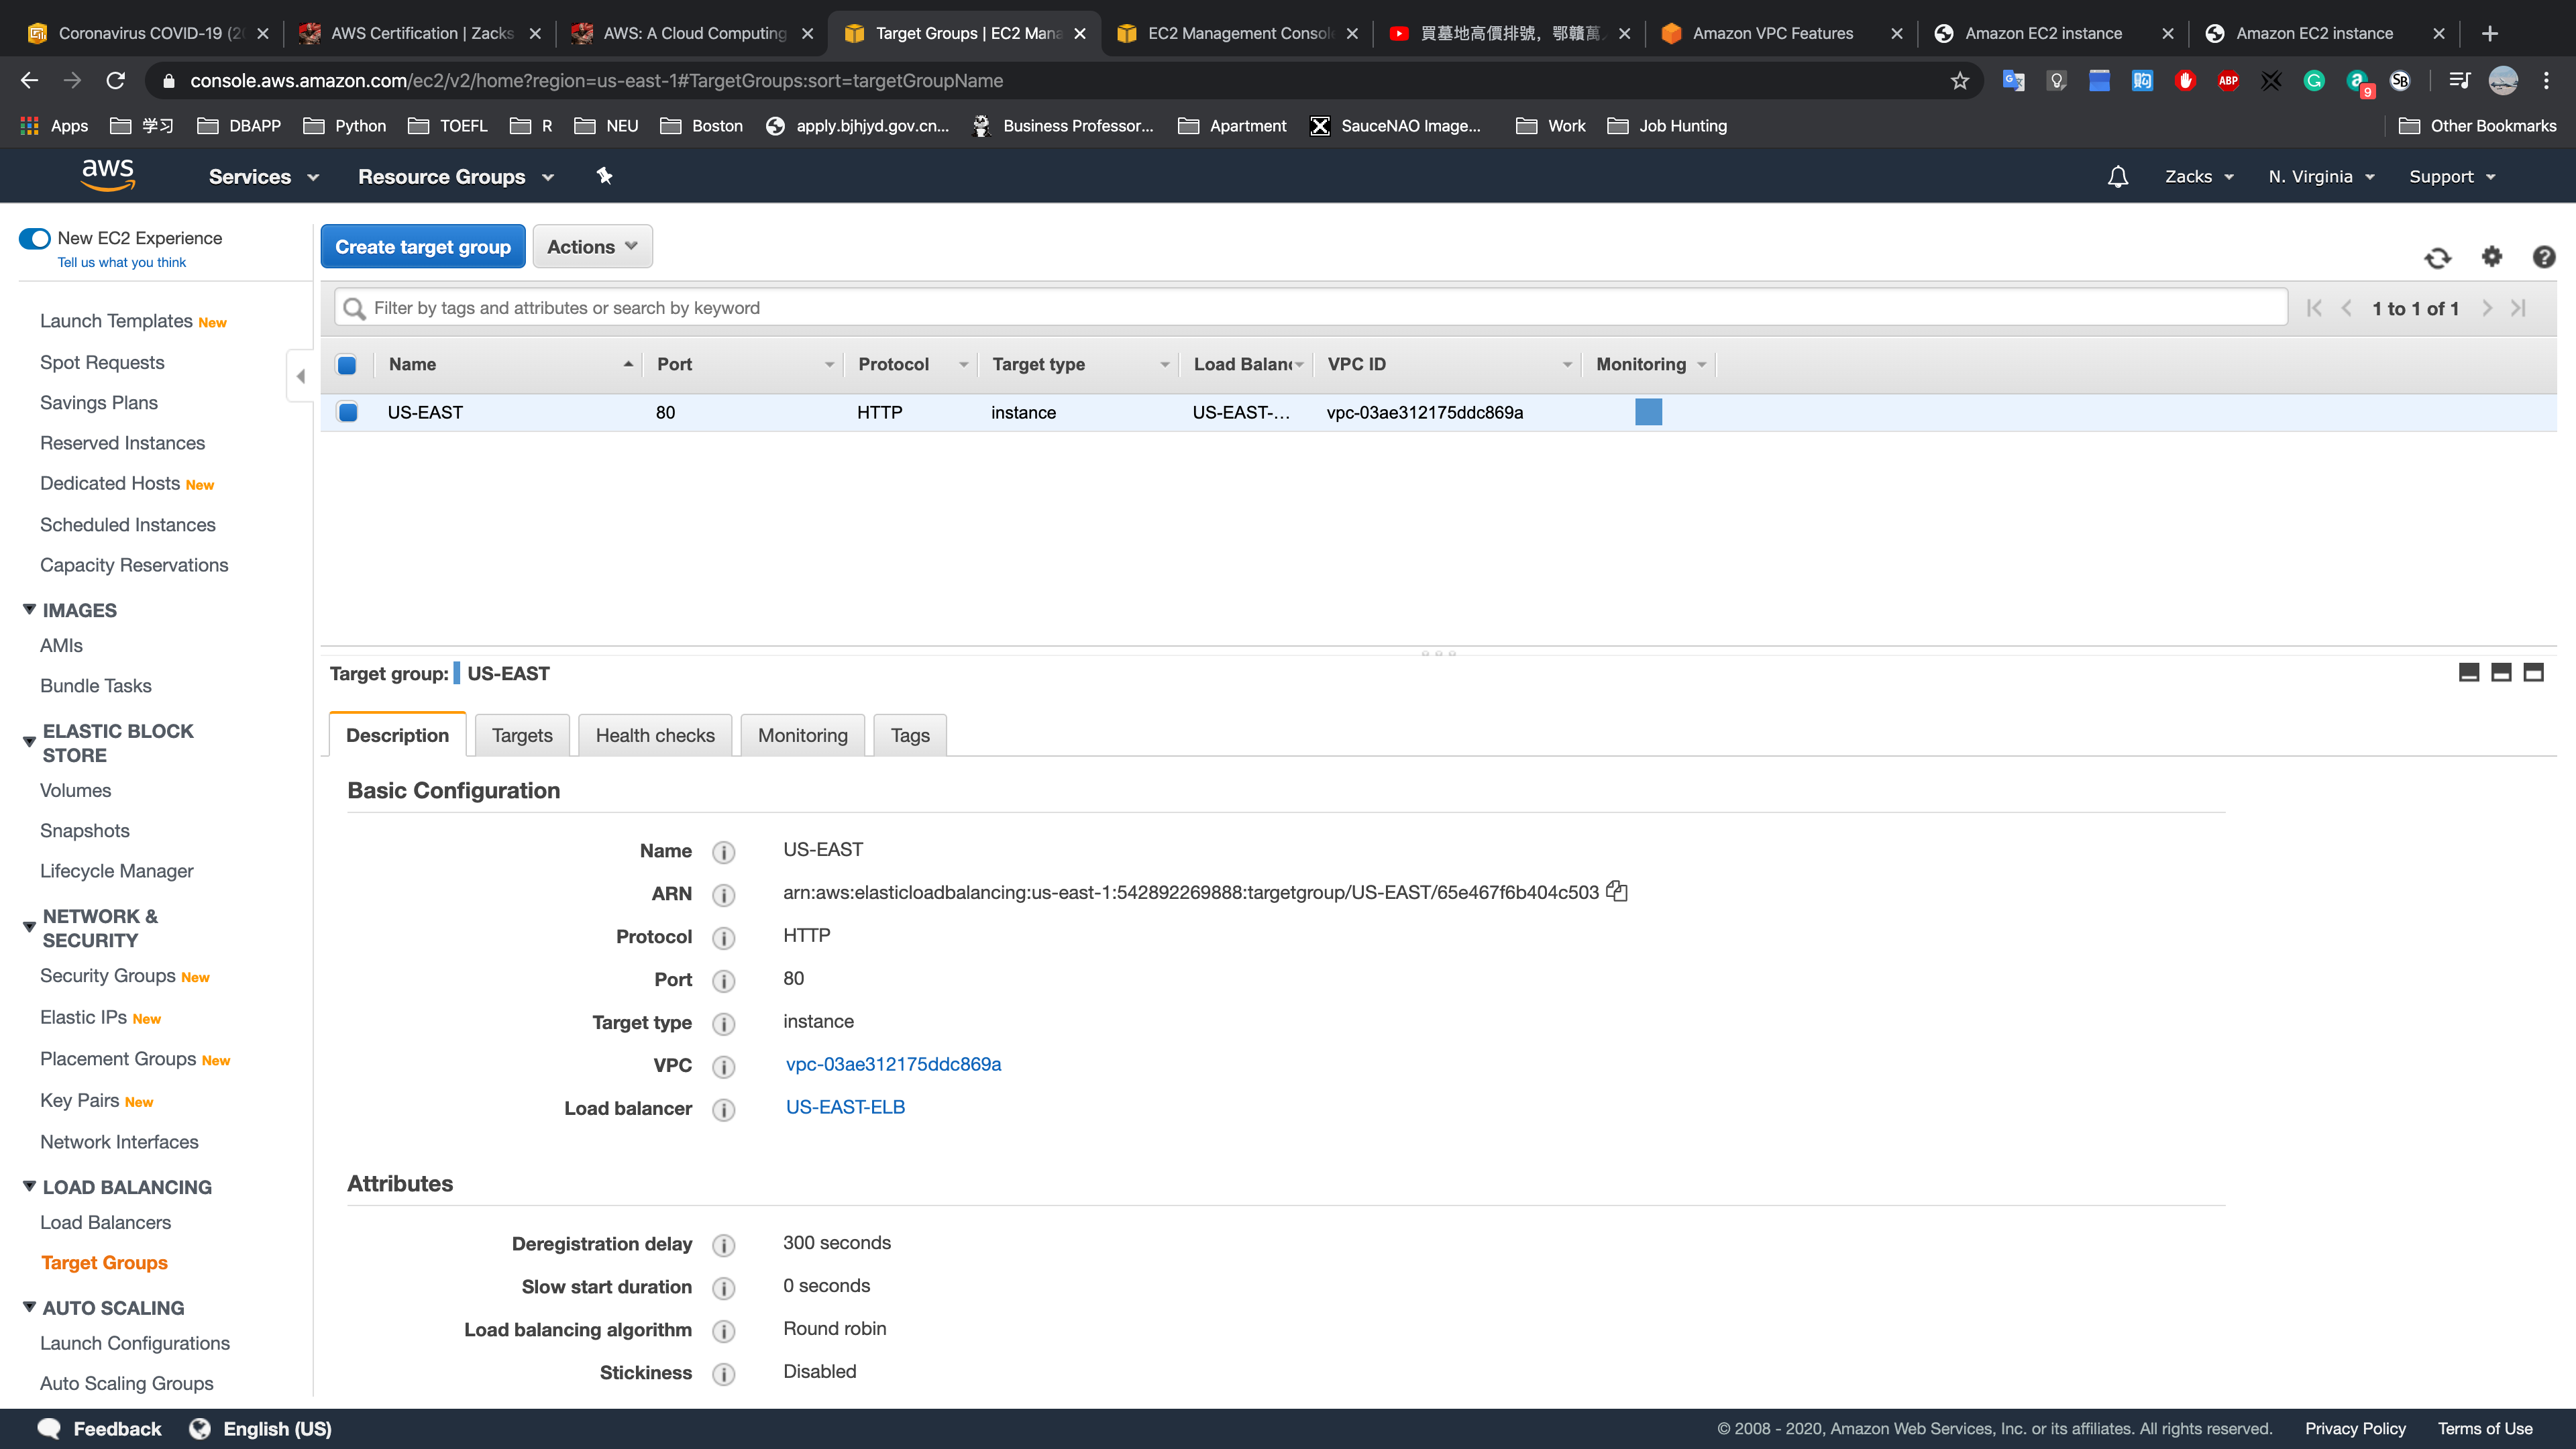 Coronavirus COVID-19 (20
AWS Certification | Zacks
AWS: A Cloud Computing
Target Groups | EC2 Mana
EC2 Management Console
買墓地高價排號，鄂贛萬
Amazon VPC Features
Amazon EC2 instance
Amazon EC2 instance
console.aws.amazon.com/ec2/v2/home?region=us-east-1#TargetGroups:sort=targetGroupName
ABP
9
SB
Apps
学习
DBAPP
Python
TOEFL
R
NEU
Boston
apply.bjhjyd.gov.cn...
Business Professor...
Apartment
SauceNAO Image...
Work
Job Hunting
Other Bookmarks
aws
Services
Resource Groups
Zacks
N. Virginia
Support
New EC2 Experience
Tell us what you think
Launch Templates New
Spot Requests
Savings Plans
Reserved Instances
Dedicated Hosts New
Scheduled Instances
Capacity Reservations
IMAGES
AMIs
Bundle Tasks
ELASTIC BLOCK
STORE
Volumes
Snapshots
Lifecycle Manager
NETWORK &
SECURITY
Security Groups New
Elastic IPs New
Placement Groups New
Key Pairs New
Network Interfaces
LOAD BALANCING
Load Balancers
Target Groups
AUTO SCALING
Launch Configurations
Auto Scaling Groups
Create target group
Actions
Filter by tags and attributes or search by keyword
1 to 1 of 1
Name Port Protocol Target type Load Balanc VPC ID Monitoring
US-EAST 80 HTTP instance US-EAST-... vpc-03ae312175ddc869a
Target group: US-EAST
Description Targets Health checks Monitoring Tags
Basic Configuration
Name US-EAST
ARN arn:aws:elasticloadbalancing:us-east-1:542892269888:targetgroup/US-EAST/65e467f6b404c503
Protocol HTTP
Port 80
Target type instance
VPC vpc-03ae312175ddc869a
Load balancer US-EAST-ELB
Attributes
Deregistration delay 300 seconds
Slow start duration 0 seconds
Load balancing algorithm Round robin
Stickiness Disabled
Feedback
English (US)
© 2008 - 2020, Amazon Web Services, Inc. or its affiliates. All rights reserved.
Privacy Policy
Terms of Use